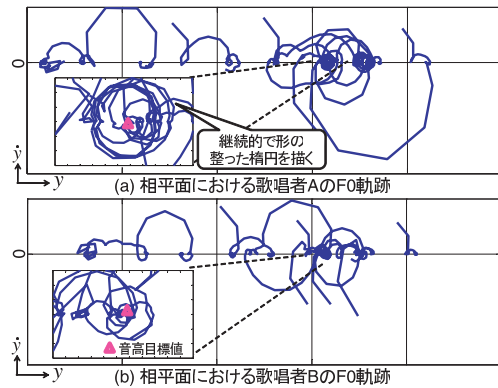 0
継続的で形の
整った楕円を描く
ẏ
y
(a) 相平面における歌唱者AのF0軌跡
0
音高目標値
ẏ
y
(b) 相平面における歌唱者BのF0軌跡